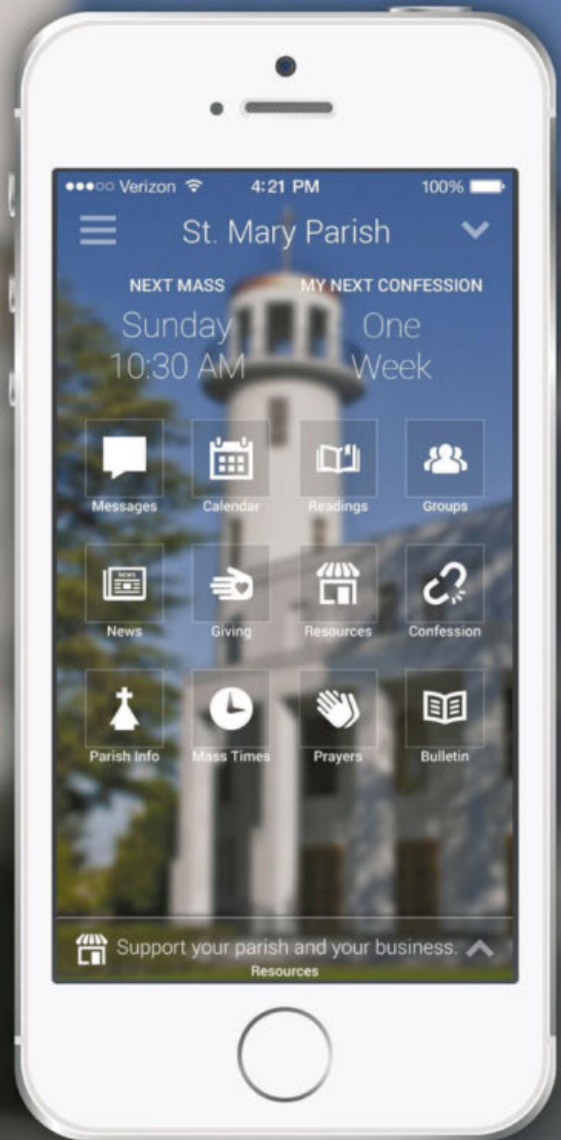 Verizon 4:21 PM 100%
St. Mary Parish
NEXT MASS MY NEXT CONFESSION
Sunday One
10:30 AM Week
Messages Calendar Readings Groups
NEWS
News Giving Resources Confession
Parish Info Mass Times Prayers Bulletin
Support your parish and your business.
Resources